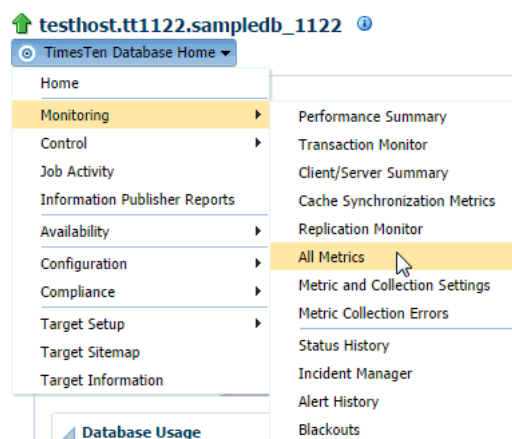 testhost.tt1122.sampledb_1122
TimesTen Database Home
Home
Monitoring
Control
Job Activity
Information Publisher Reports
Availability
Configuration
Compliance
Target Setup
Target Sitemap
Target Information
Performance Summary
Transaction Monitor
Client/Server Summary
Cache Synchronization Metrics
Replication Monitor
All Metrics
Metric and Collection Settings
Metric Collection Errors
Status History
Incident Manager
Alert History
Blackouts
Database Usage